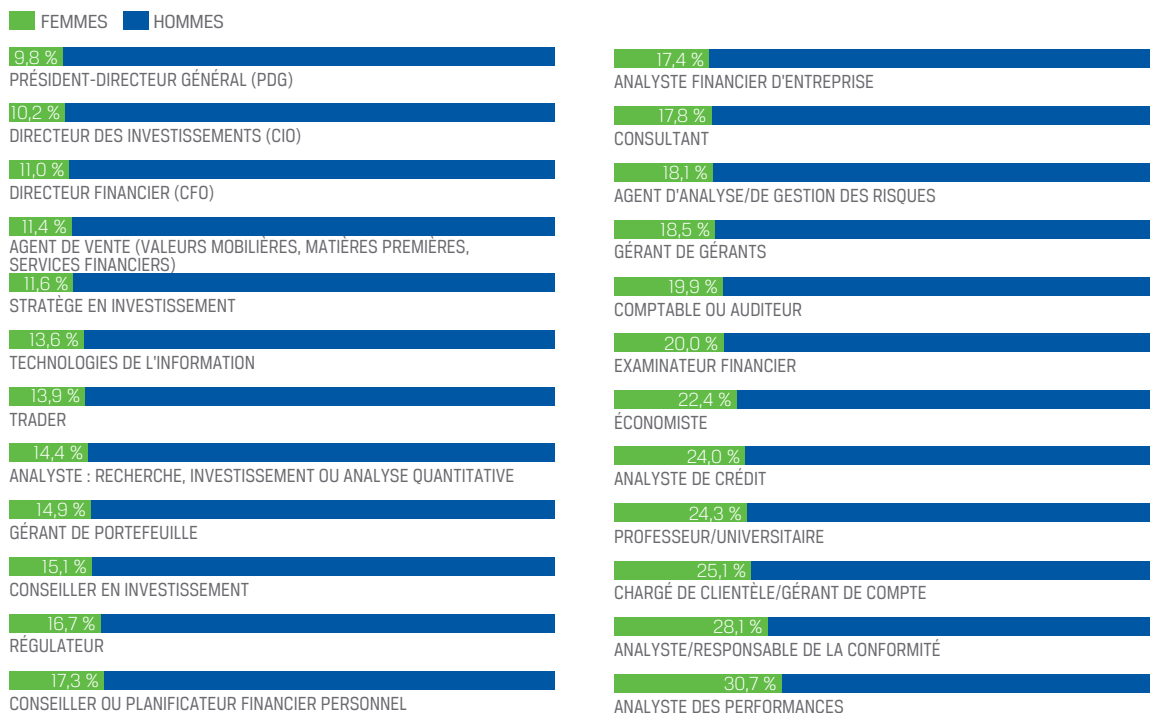 FEMMES HOMMES
9,8 %
PRÉSIDENT-DIRECTEUR GÉNÉRAL (PDG)
10,2 %
DIRECTEUR DES INVESTISSEMENTS (CIO)
11,0 %
DIRECTEUR FINANCIER (CFO)
11,4 %
AGENT DE VENTE (VALEURS MOBILIÈRES, MATIÈRES PREMIÈRES,
SERVICES FINANCIERS)
11,6 %
STRATÈGE EN INVESTISSEMENT
13,6 %
TECHNOLOGIES DE L'INFORMATION
13,9 %
TRADER
14,4 %
ANALYSTE : RECHERCHE, INVESTISSEMENT OU ANALYSE QUANTITATIVE
14,9 %
GÉRANT DE PORTEFEUILLE
15,1 %
CONSEILLER EN INVESTISSEMENT
16,7 %
RÉGULATEUR
17,3 %
CONSEILLER OU PLANIFICATEUR FINANCIER PERSONNEL
17,4 %
ANALYSTE FINANCIER D'ENTREPRISE
17,8 %
CONSULTANT
18,1 %
AGENT D'ANALYSE/DE GESTION DES RISQUES
18,5 %
GÉRANT DE GÉRANTS
19,9 %
COMPTABLE OU AUDITEUR
20,0 %
EXAMINATEUR FINANCIER
22,4 %
ÉCONOMISTE
24,0 %
ANALYSTE DE CRÉDIT
24,3 %
PROFESSEUR/UNIVERSITAIRE
25,1 %
CHARGÉ DE CLIENTÈLE/GÉRANT DE COMPTE
28,1 %
ANALYSTE/RESPONSABLE DE LA CONFORMITÉ
30,7 %
ANALYSTE DES PERFORMANCES